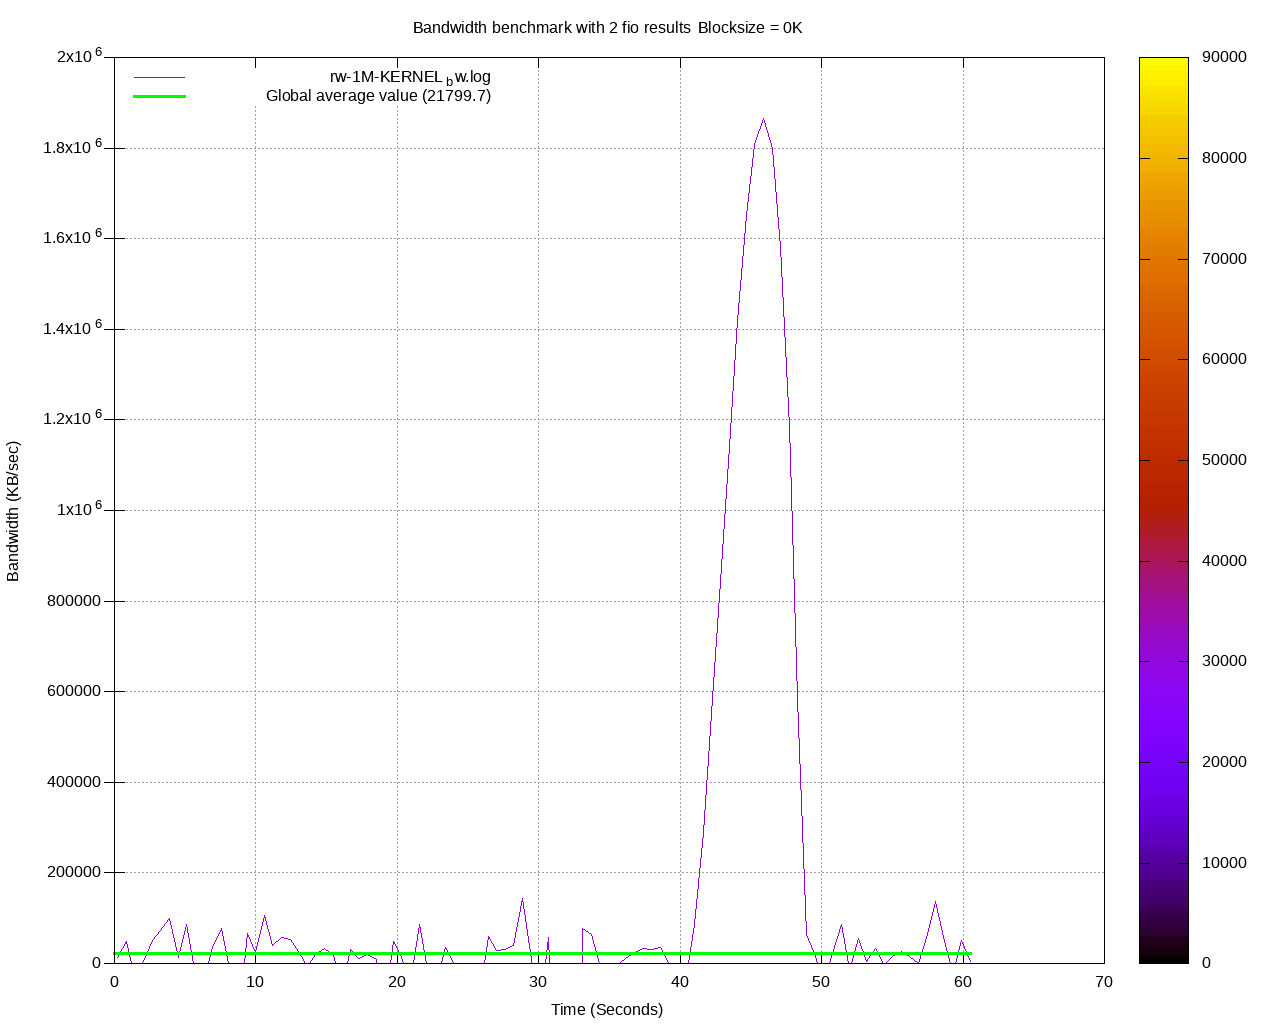 Bandwidth benchmark with 2 fio results Blocksize = 0K
rw-1M-KERNEL_bw.log
Global average value (21799.7)
2x10^6
1.8x10^6
1.6x10^6
1.4x10^6
1.2x10^6
1x10^6
800000
600000
400000
200000
0
Bandwidth (KB/sec)
0 10 20 30 40 50 60 70
Time (Seconds)
90000
80000
70000
60000
50000
40000
30000
20000
10000
0